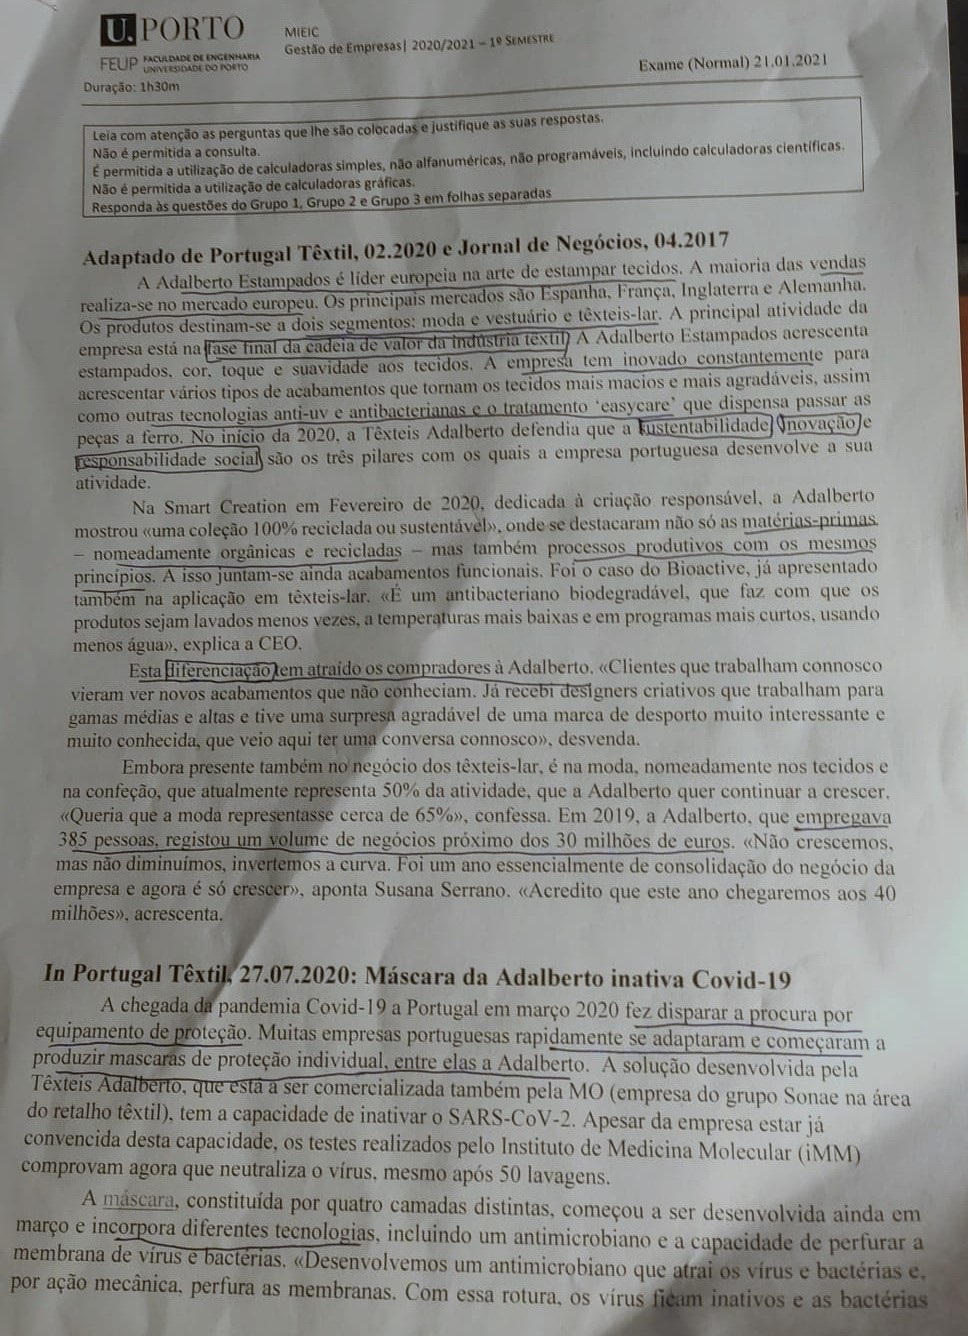 U. PORTO
FEUP FACULDADE DE ENGENHARIA
UNIVERSIDADE DO PORTO
MIEIC
Gestão de Empresas| 2020/2021 – 1º SEMESTRE
Exame (Normal) 21.01.2021
Duração: 1h30m
Leia com atenção as perguntas que lhe são colocadas e justifique as suas respostas.
Não é permitida a consulta.
É permitida a utilização de calculadoras simples, não alfanuméricas, não programáveis, incluindo calculadoras científicas.
Não é permitida a utilização de calculadoras gráficas.
Responda às questões do Grupo 1, Grupo 2 e Grupo 3 em folhas separadas
Adaptado de Portugal Têxtil, 02.2020 e Jornal de Negócios, 04.2017
A Adalberto Estampados é líder europeia na arte de estampar tecidos. A maioria das vendas
realiza-se no mercado europeu. Os principais mercados são Espanha, França, Inglaterra e Alemanha.
Os produtos destinam-se a dois segmentos: moda e vestuário e têxteis-lar. A principal atividade da
empresa está na fase final da cadeia de valor da indústria têxtil. A Adalberto Estampados acrescenta
estampados, cor, toque e suavidade aos tecidos. A empresa tem inovado constantemente para
acrescentar vários tipos de acabamentos que tornam os tecidos mais macios e mais agradáveis, assim
como outras tecnologias anti-uv e antibacterianas e o tratamento ‘easycare’ que dispensa passar as
peças a ferro. No início da 2020, a Têxteis Adalberto defendia que a sustentabilidade, inovação e
responsabilidade social são os três pilares com os quais a empresa portuguesa desenvolve a sua
atividade.
Na Smart Creation em Fevereiro de 2020, dedicada à criação responsável, a Adalberto
mostrou «uma coleção 100% reciclada ou sustentável», onde se destacaram não só as matérias-primas
– nomeadamente orgânicas e recicladas – mas também processos produtivos com os mesmos
princípios. A isso juntam-se ainda acabamentos funcionais. Foi o caso do Bioactive, já apresentado
também na aplicação em têxteis-lar. «É um antibacteriano biodegradável, que faz com que os
produtos sejam lavados menos vezes, a temperaturas mais baixas e em programas mais curtos, usando
menos água», explica a CEO.
Esta diferenciação tem atraído os compradores à Adalberto. «Clientes que trabalham connosco
vieram ver novos acabamentos que não conheciam. Já recebi designers criativos que trabalham para
gamas médias e altas e tive uma surpresa agradável de uma marca de desporto muito interessante e
muito conhecida, que veio aqui ter uma conversa connosco», desvenda.
Embora presente também no negócio dos têxteis-lar, é na moda, nomeadamente nos tecidos e
na confeção, que atualmente representa 50% da atividade, que a Adalberto quer continuar a crescer.
«Queria que a moda representasse cerca de 65%», confessa. Em 2019, a Adalberto, que empregava
385 pessoas, registou um volume de negócios próximo dos 30 milhões de euros. «Não crescemos,
mas não diminuímos, invertemos a curva. Foi um ano essencialmente de consolidação do negócio da
empresa e agora é só crescer», aponta Susana Serrano. «Acredito que este ano chegaremos aos 40
milhões», acrescenta.
In Portugal Têxtil, 27.07.2020: Máscara da Adalberto inativa Covid-19
A chegada da pandemia Covid-19 a Portugal em março 2020 fez disparar a procura por
equipamento de proteção. Muitas empresas portuguesas rapidamente se adaptaram e começaram a
produzir mascaras de proteção individual, entre elas a Adalberto. A solução desenvolvida pela
Têxteis Adalberto, que está a ser comercializada também pela MO (empresa do grupo Sonae na área
do retalho têxtil), tem a capacidade de inativar o SARS-CoV-2. Apesar da empresa estar já
convencida desta capacidade, os testes realizados pelo Instituto de Medicina Molecular (iMM)
comprovam agora que neutraliza o vírus, mesmo após 50 lavagens.
A máscara, constituída por quatro camadas distintas, começou a ser desenvolvida ainda em
março e incorpora diferentes tecnologias, incluindo um antimicrobiano e a capacidade de perfurar a
membrana de vírus e bactérias. «Desenvolvemos um antimicrobiano que atrai os vírus e bactérias e,
por ação mecânica, perfura as membranas. Com essa rotura, os vírus ficam inativos e as bactérias